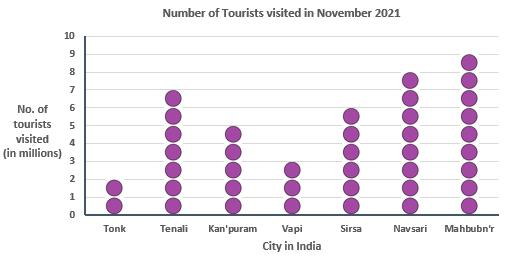 Number of Tourists visited in November 2021
10
9
8
7
6
5
4
3
2
1
0
No. of
tourists
visited
(in millions)
Tonk
Tenali
Kan'puram
Vapi
Sirsa
Navsari
Mahbubn'r
City in India